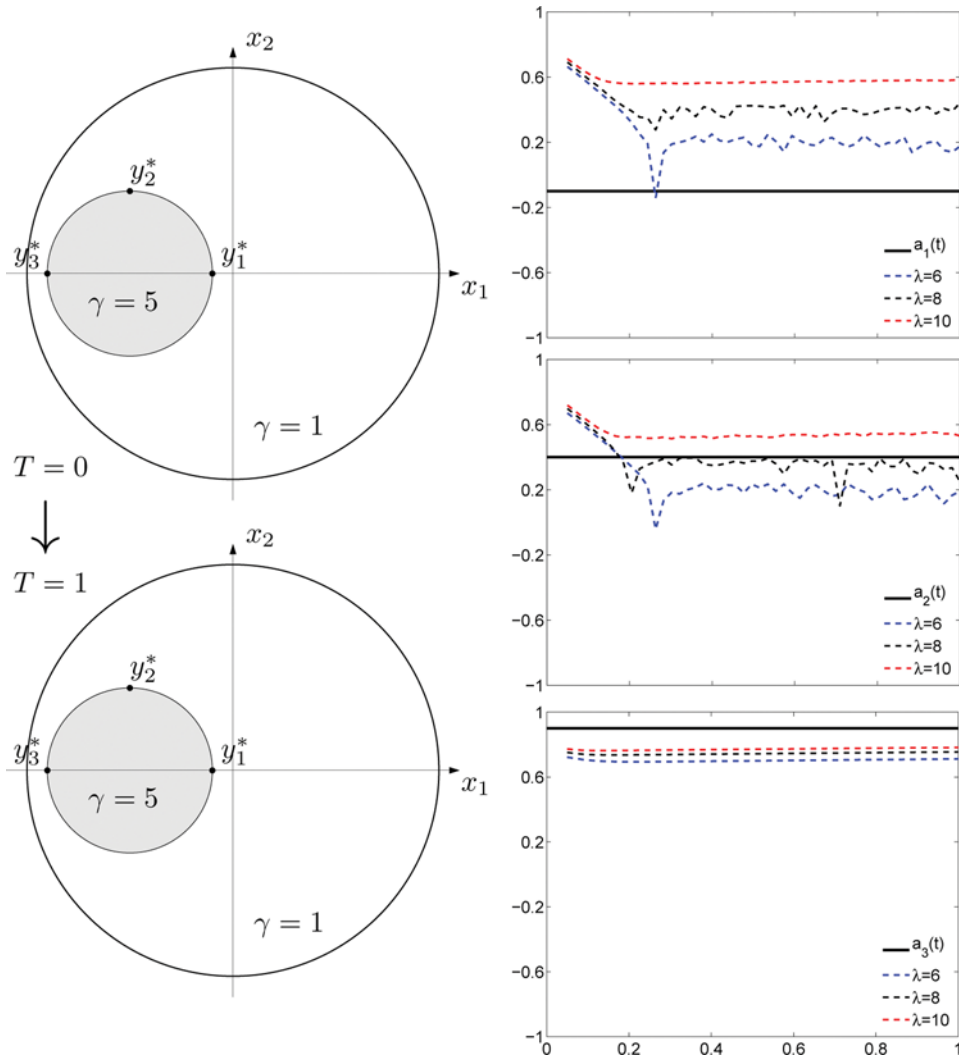 x₂
y₂*
y₃*
y₁*
x₁
γ = 5
γ = 1
T = 0
↓
T = 1
x₂
y₂*
y₃*
y₁*
x₁
γ = 5
γ = 1
1
0.6
0.2
−0.2
−0.6
−1
a₁(t)
λ=6
λ=8
λ=10
1
0.6
0.2
−0.2
−0.6
−1
a₂(t)
λ=6
λ=8
λ=10
1
0.6
0.2
−0.2
−0.6
−1
a₃(t)
λ=6
λ=8
λ=10
0 0.2 0.4 0.6 0.8 1